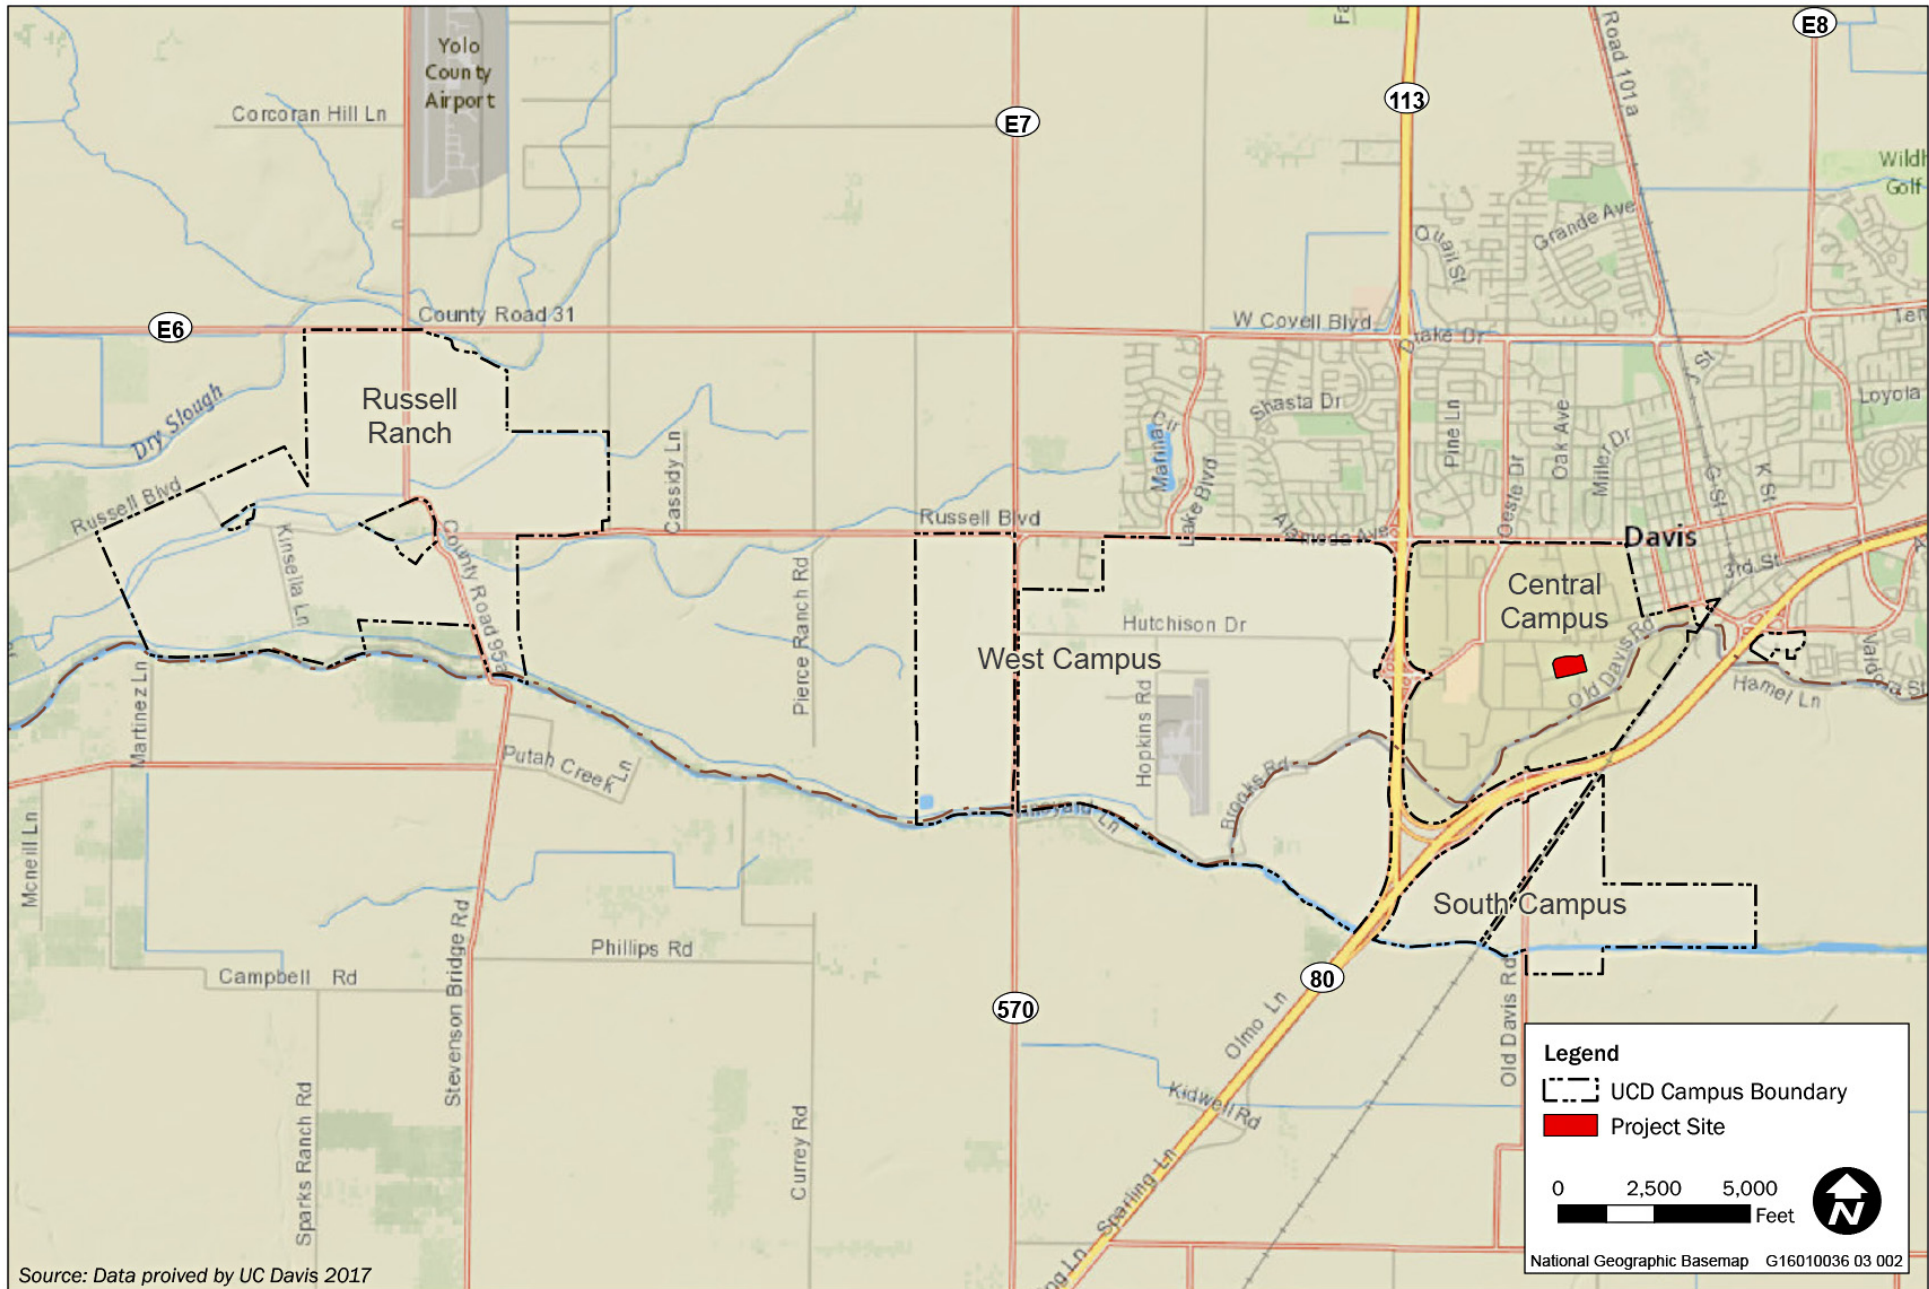 Yolo
County
Airport
Corcoran Hill Ln
E7
113
E8
Road 101a
Wildh
Golf
Grande Ave
Quail St
County Road 31
E6
W Covell Blvd
Drake Dr
J St
Ten
Dry Slough
Russell
Ranch
Shasta Dr
Loyola
Pine Ln
Oak Ave
Miller Dr
Marina Cir
Lake Blvd
Cassidy Ln
Oeste Dr
G St
K St
Russell Blvd
Russell Blvd
Alameda Ave
Davis
3rd St
Kinsella Ln
County Road 95a
Pierce Ranch Rd
Central
Campus
Hutchison Dr
West Campus
Old Davis Rd
Valdora St
Hamel Ln
Martinez Ln
Hopkins Rd
Putah Creek Ln
Brooks Rd
Ln
Mcneill Ln
South Campus
Stevenson Bridge Rd
Phillips Rd
Campbell Rd
80
570
Old Davis Rd
Olmo Ln
Kidwell Rd
Sparks Ranch Rd
Currey Rd
Sparling Ln
ng Ln
Legend
UCD Campus Boundary
Project Site
0 2,500 5,000
Feet
N
National Geographic Basemap G16010036 03 002
Source: Data proived by UC Davis 2017